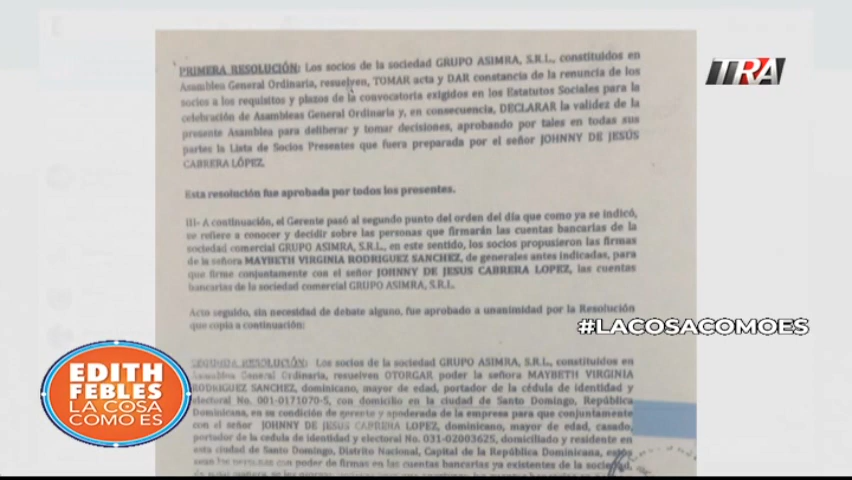 PRIMERA RESOLUCIÓN: Los socios de la sociedad GRUPO ASIMRA, S.R.L., constituidos en
Asamblea General Ordinaria, resuelven, TOMAR acta y DAR constancia de la renuncia de los
socios a los requisitos y plazos de la convocatoria exigidos en los Estatutos Sociales para la
celebración de Asambleas General Ordinaria y, en consecuencia, DECLARAR la validez de la
presente Asamblea para deliberar y tomar decisiones, aprobando por tales en todas sus
partes la Lista de Socios Presentes que fuera preparada por el señor JOHNNY DE JESÚS
CABRERA LÓPEZ.
Esta resolución fue aprobada por todos los presentes.
III- A continuación, el Gerente pasó al segundo punto del orden del día que como ya se indicó,
se refiere a conocer y decidir sobre las personas que firmarán las cuentas bancarias de la
sociedad comercial GRUPO ASIMRA, S.R.L., en este sentido, los socios propusieron las firmas
de la señora MAYBETH VIRGINIA RODRIGUEZ SANCHEZ, de generales antes indicadas, para
que firme conjuntamente con el señor JOHNNY DE JESUS CABRERA LOPEZ, las cuentas
bancarias de la sociedad comercial GRUPO ASIMRA, S.R.L.
Acto seguido, sin necesidad de debate alguno, fue aprobado a unanimidad por la Resolución
que copia a continuación:
SEGUNDA RESOLUCIÓN: Los socios de la sociedad GRUPO ASIMRA, S.R.L., constituidos en
Asamblea General Ordinaria, resuelven OTORGAR, poder la señora MAYBETH VIRGINIA
RODRIGUEZ SANCHEZ, dominicano, mayor de edad, portador de la cédula de identidad y
electoral No. 001-0171070-5, con domicilio en la ciudad de Santo Domingo, República
Dominicana, en su condición de gerente y apoderada de la empresa para que conjuntamente
con el señor JOHNNY DE JESUS CABRERA LOPEZ, dominicano, mayor de edad, casado,
portador de la cedula de identidad y electoral No. 031-02003625, domiciliado y residente en
esta ciudad de Santo Domingo, Distrito Nacional, Capital de la República Dominicana, estos
sean las personas con poder de firmas en las cuentas bancarias ya existentes de la sociedad,
TRA
#LACOSACOMOES
EDITH
FEBLES
LA COSA
COMO ES